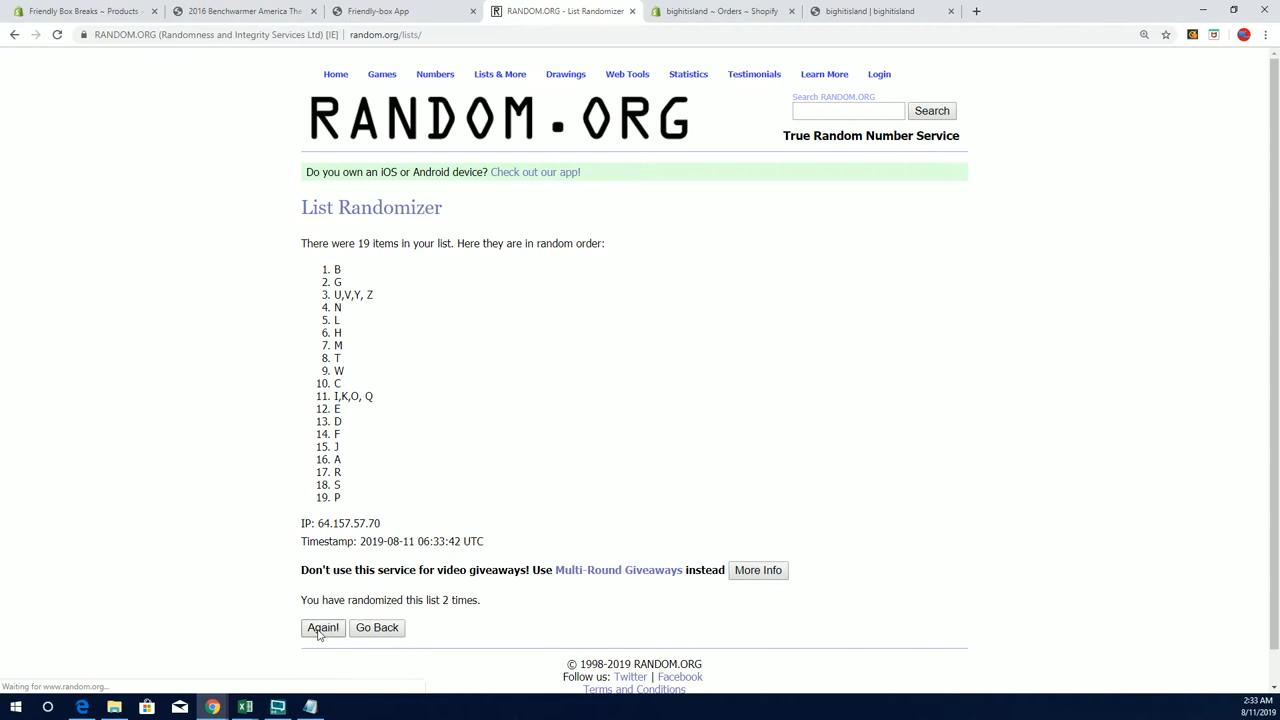 Friendly Box Breaks ~ Products ~
2016 Benchwarmer America The
Friendly-box App
RANDOM.ORG - List Randomizer
bighitisland ~ Orders ~ Shopify
bighitisland | bighitisland
RANDOM.ORG (Randomness and Integrity Services Ltd) [IE] | random.org/lists/
Home Games Numbers Lists & More Drawings Web Tools Statistics Testimonials Learn More Login
RANDOM.ORG
Search RANDOM.ORG
Search
True Random Number Service
Do you own an iOS or Android device? Check out our app!
List Randomizer
There were 19 items in your list. Here they are in random order:
1. B
2. G
3. U,V,Y, Z
4. N
5. L
6. H
7. M
8. T
9. W
10. C
11. I,K,O, Q
12. E
13. D
14. F
15. J
16. A
17. R
18. S
19. P
IP: 64.157.57.70
Timestamp: 2019-08-11 06:33:42 UTC
Don't use this service for video giveaways! Use Multi-Round Giveaways instead More Info
You have randomized this list 2 times.
Again! Go Back
© 1998-2019 RANDOM.ORG
Follow us: Twitter | Facebook
Terms and Conditions
Waiting for www.random.org...
2:33 AM
8/11/2019